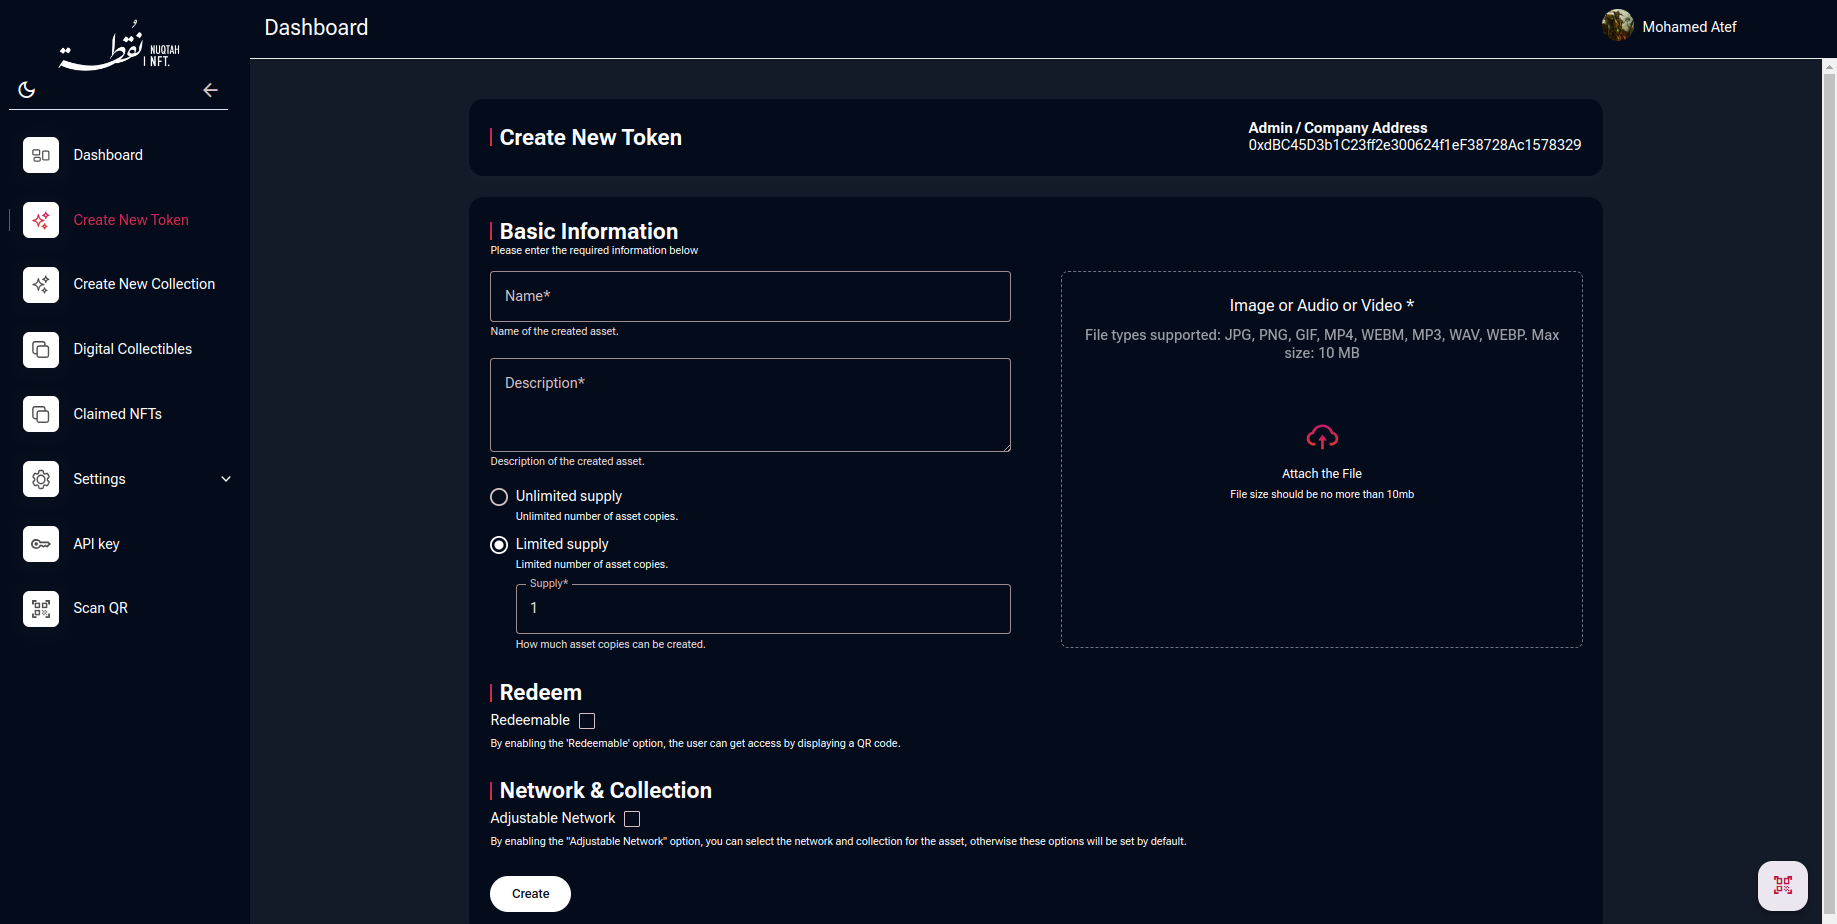 نُقطة
NUQTAH
NFT.
Dashboard
Mohamed Atef
Dashboard
Create New Token
Create New Collection
Digital Collectibles
Claimed NFTs
Settings
API key
Scan QR
Create New Token
Admin / Company Address
0xdBC45D3b1C23ff2e300624f1eF38728Ac1578329
Basic Information
Please enter the required information below
Name*
Name of the created asset.
Description*
Description of the created asset.
Unlimited supply
Unlimited number of asset copies.
Limited supply
Limited number of asset copies.
Supply*
1
How much asset copies can be created.
Image or Audio or Video *
File types supported: JPG, PNG, GIF, MP4, WEBM, MP3, WAV, WEBP. Max
size: 10 MB
Attach the File
File size should be no more than 10mb
Redeem
Redeemable
By enabling the 'Redeemable' option, the user can get access by displaying a QR code.
Network & Collection
Adjustable Network
By enabling the "Adjustable Network" option, you can select the network and collection for the asset, otherwise these options will be set by default.
Create